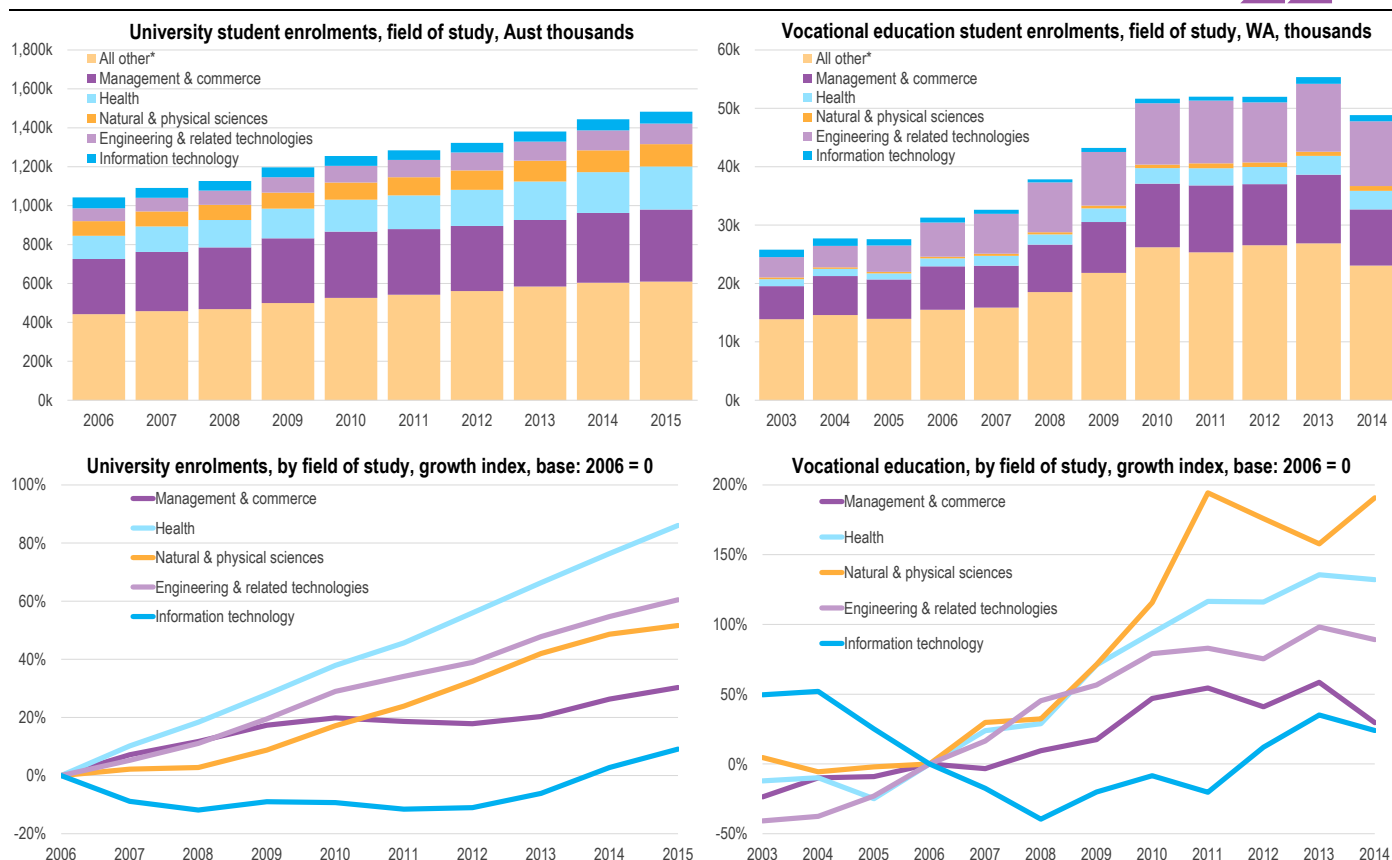 University student enrolments, field of study, Aust thousands
1,800k
1,600k
1,400k
1,200k
1,000k
800k
600k
400k
200k
0k
All other*
Management & commerce
Health
Natural & physical sciences
Engineering & related technologies
Information technology
2006 2007 2008 2009 2010 2011 2012 2013 2014 2015
Vocational education student enrolments, field of study, WA, thousands
60k
50k
40k
30k
20k
10k
0k
All other*
Management & commerce
Health
Natural & physical sciences
Engineering & related technologies
Information technology
2003 2004 2005 2006 2007 2008 2009 2010 2011 2012 2013 2014
University enrolments, by field of study, growth index, base: 2006 = 0
100%
80%
60%
40%
20%
0%
-20%
Management & commerce
Health
Natural & physical sciences
Engineering & related technologies
Information technology
2006 2007 2008 2009 2010 2011 2012 2013 2014 2015
Vocational education, by field of study, growth index, base: 2006 = 0
200%
150%
100%
50%
0%
-50%
Management & commerce
Health
Natural & physical sciences
Engineering & related technologies
Information technology
2003 2004 2005 2006 2007 2008 2009 2010 2011 2012 2013 2014